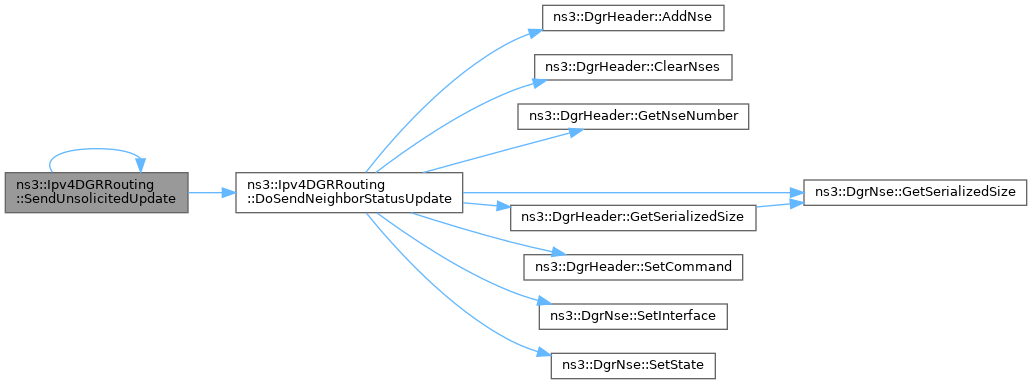 ns3::Ipv4DGRRouting
::SendUnsolicitedUpdate
ns3::Ipv4DGRRouting
::DoSendNeighborStatusUpdate
ns3::DgrHeader::AddNse
ns3::DgrHeader::ClearNses
ns3::DgrHeader::GetNseNumber
ns3::DgrHeader::GetSerializedSize
ns3::DgrHeader::SetCommand
ns3::DgrNse::SetInterface
ns3::DgrNse::SetState
ns3::DgrNse::GetSerializedSize